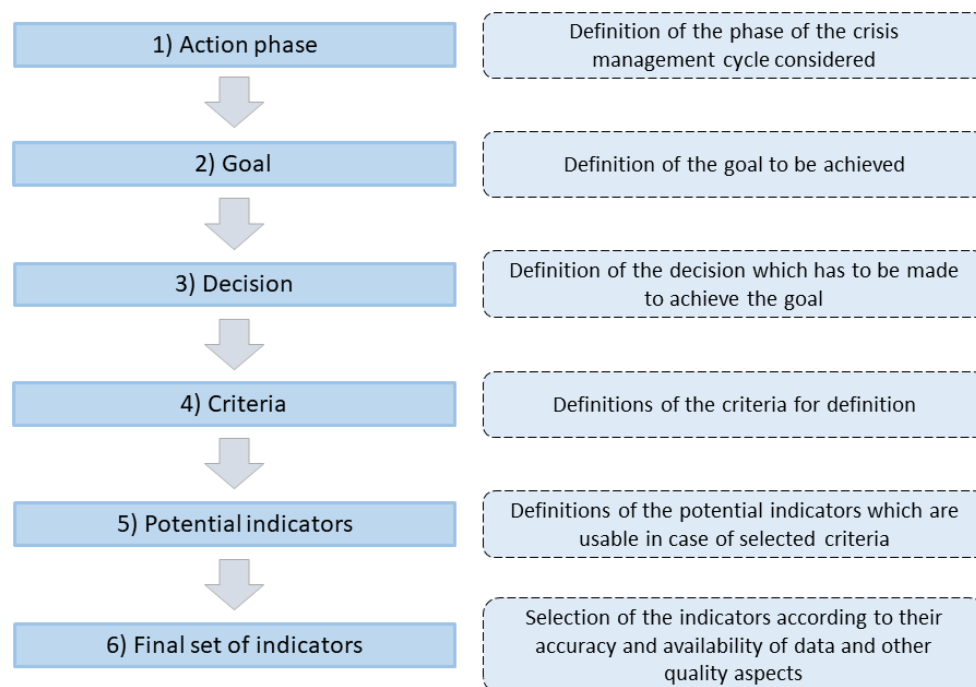 1) Action phase
Definition of the phase of the crisis
management cycle considered
2) Goal
Definition of the goal to be achieved
3) Decision
Definition of the decision which has to be made
to achieve the goal
4) Criteria
Definitions of the criteria for definition
5) Potential indicators
Definitions of the potential indicators which are
usable in case of selected criteria
6) Final set of indicators
Selection of the indicators according to their
accuracy and availability of data and other
quality aspects